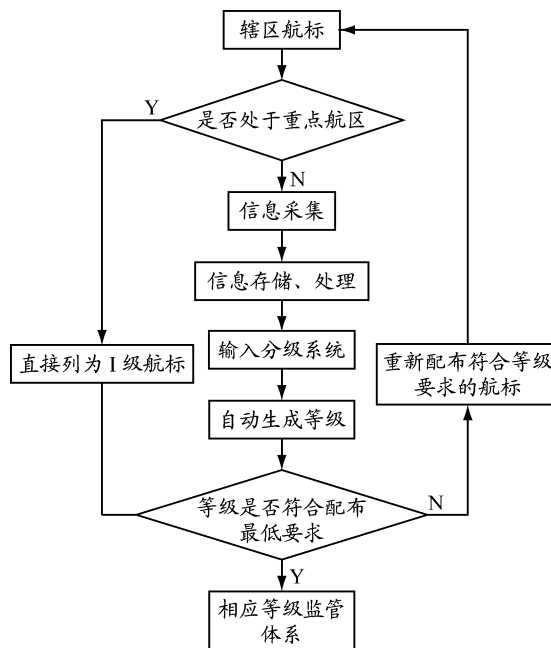 辖区航标
Y
是否处于重点航区
N
信息采集
信息存储、处理
输入分级系统
直接列为 I 级航标
重新配布符合等级
要求的航标
自动生成等级
等级是否符合配布
最低要求
N
Y
相应等级监管
体系